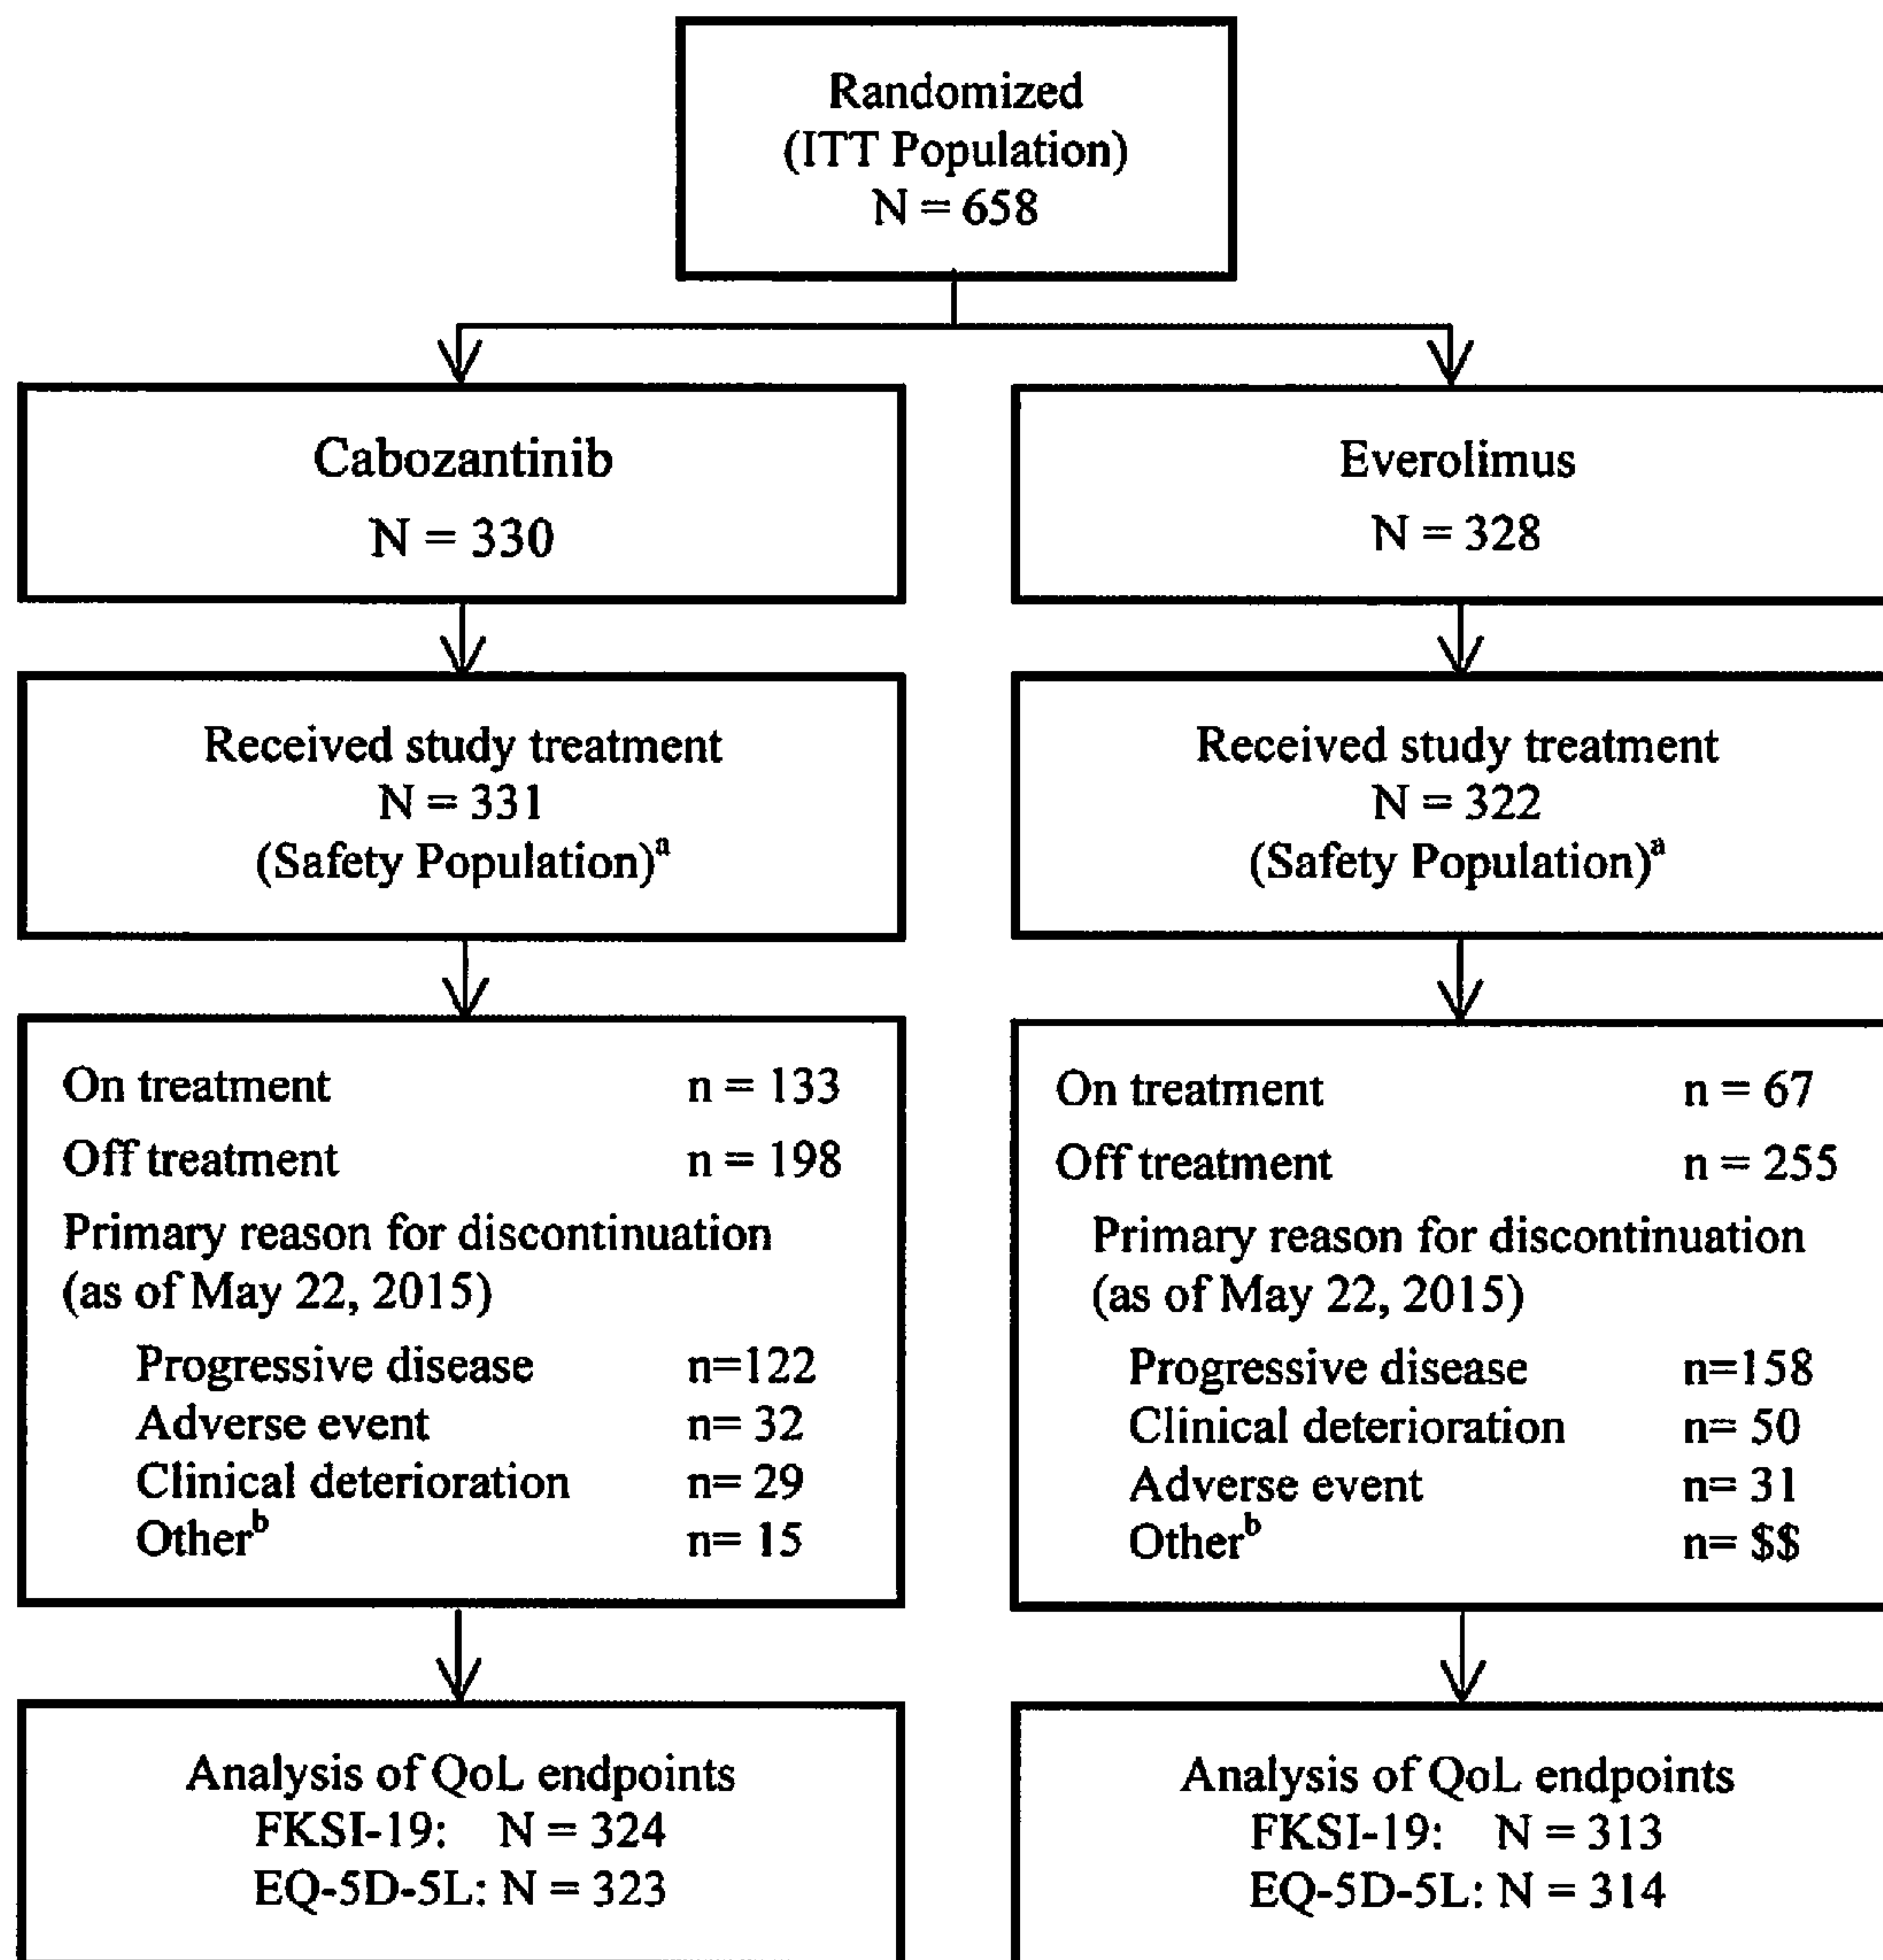 Randomized
(ITT Population)
N = 658
Cabozantinib
N = 330
Everolimus
N = 328
Received study treatment
N = 331
(Safety Population)a
Received study treatment
N = 322
(Safety Population)a
On treatment n = 133
Off treatment n = 198
Primary reason for discontinuation
(as of May 22, 2015)
Progressive disease n=122
Adverse event n= 32
Clinical deterioration n= 29
Otherb n= 15
On treatment n = 67
Off treatment n = 255
Primary reason for discontinuation
(as of May 22, 2015)
Progressive disease n=158
Clinical deterioration n= 50
Adverse event n= 31
Otherb n= $$
Analysis of QoL endpoints
FKSI-19: N = 324
EQ-5D-5L: N = 323
Analysis of QoL endpoints
FKSI-19: N = 313
EQ-5D-5L: N = 314